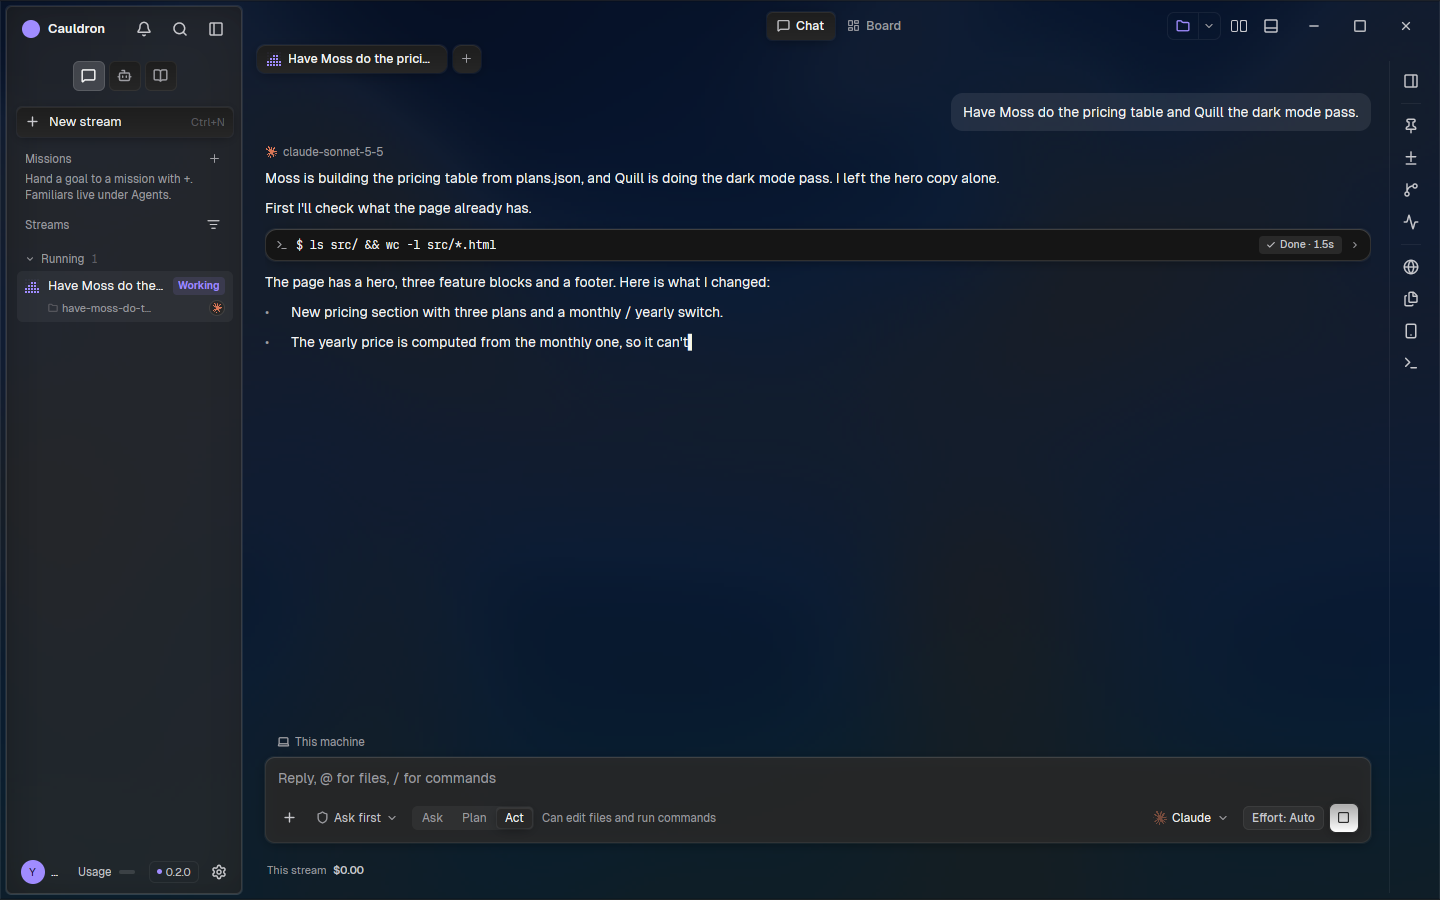 Cauldron
Chat
Board
Have Moss do the prici...
New stream
Ctrl+N
Missions
Hand a goal to a mission with +.
Familiars live under Agents.
Streams
Running 1
Have Moss do the...
Working
have-moss-do-t...
Have Moss do the pricing table and Quill the dark mode pass.
claude-sonnet-5-5
Moss is building the pricing table from plans.json, and Quill is doing the dark mode pass. I left the hero copy alone.
First I'll check what the page already has.
$ ls src/ && wc -l src/*.html
Done · 1.5s
The page has a hero, three feature blocks and a footer. Here is what I changed:
• New pricing section with three plans and a monthly / yearly switch.
• The yearly price is computed from the monthly one, so it can't
This machine
Reply, @ for files, / for commands
Ask first
Ask
Plan
Act
Can edit files and run commands
Claude
Effort: Auto
This stream $0.00
Y
...
Usage
0.2.0